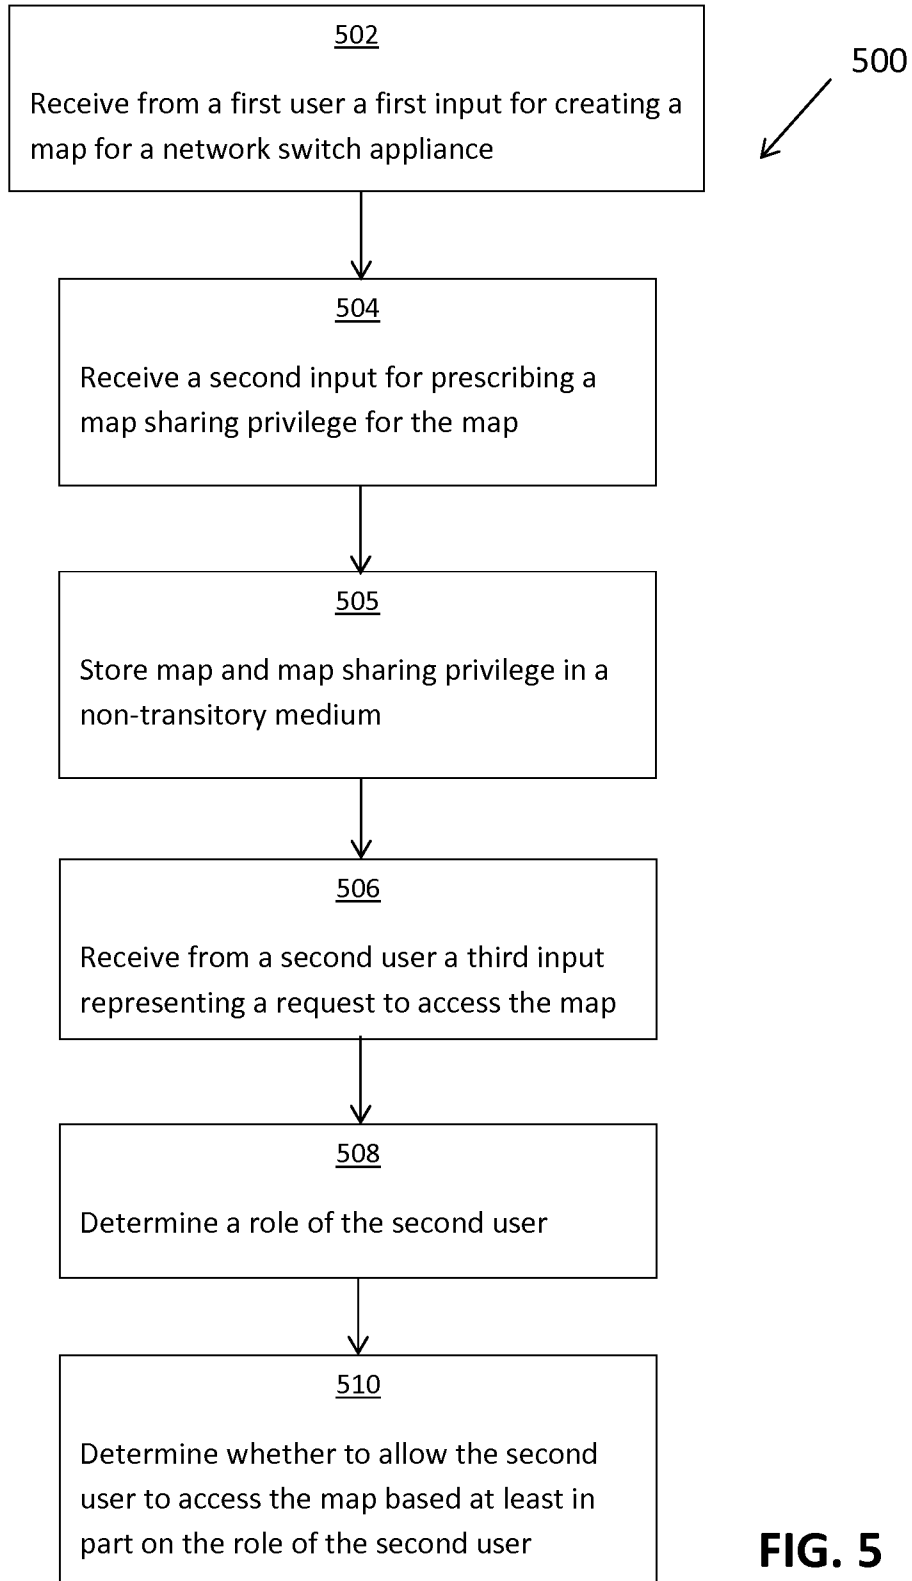 502
500
Receive from a first user a first input for creating a
map for a network switch appliance
504
Receive a second input for prescribing a
map sharing privilege for the map
505
Store map and map sharing privilege in a
non-transitory medium
506
Receive from a second user a third input
representing a request to access the map
508
Determine a role of the second user
510
Determine whether to allow the second
user to access the map based at least in
part on the role of the second user
FIG. 5